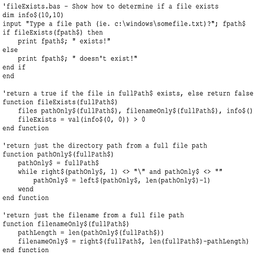 'fileExists.bas - Show how to determine if a file exists
dim info$(10,10)
input "Type a file path (ie. c:\windows\somefile.txt)?"; fpath$
if fileExists(fpath$) then
    print fpath$; " exists!"
else
    print fpath$; " doesn't exist!"
end if
end
'return a true if the file in fullPath$ exists, else return false
function fileExists(fullPath$)
    files pathOnly$(fullPath$), filenameOnly$(fullPath$), info$()
    fileExists = val(info$(0, 0)) > 0
end function
'return just the directory path from a full file path
function pathOnly$(fullPath$)
    pathOnly$ = fullPath$
    while right$(pathOnly$, 1) <> "\" and pathOnly$ <> ""
        pathOnly$ = left$(pathOnly$, len(pathOnly$)-1)
    wend
end function
'return just the filename from a full file path
function filenameOnly$(fullPath$)
    pathLength = len(pathOnly$(fullPath$))
    filenameOnly$ = right$(fullPath$, len(fullPath$)-pathLength)
end function